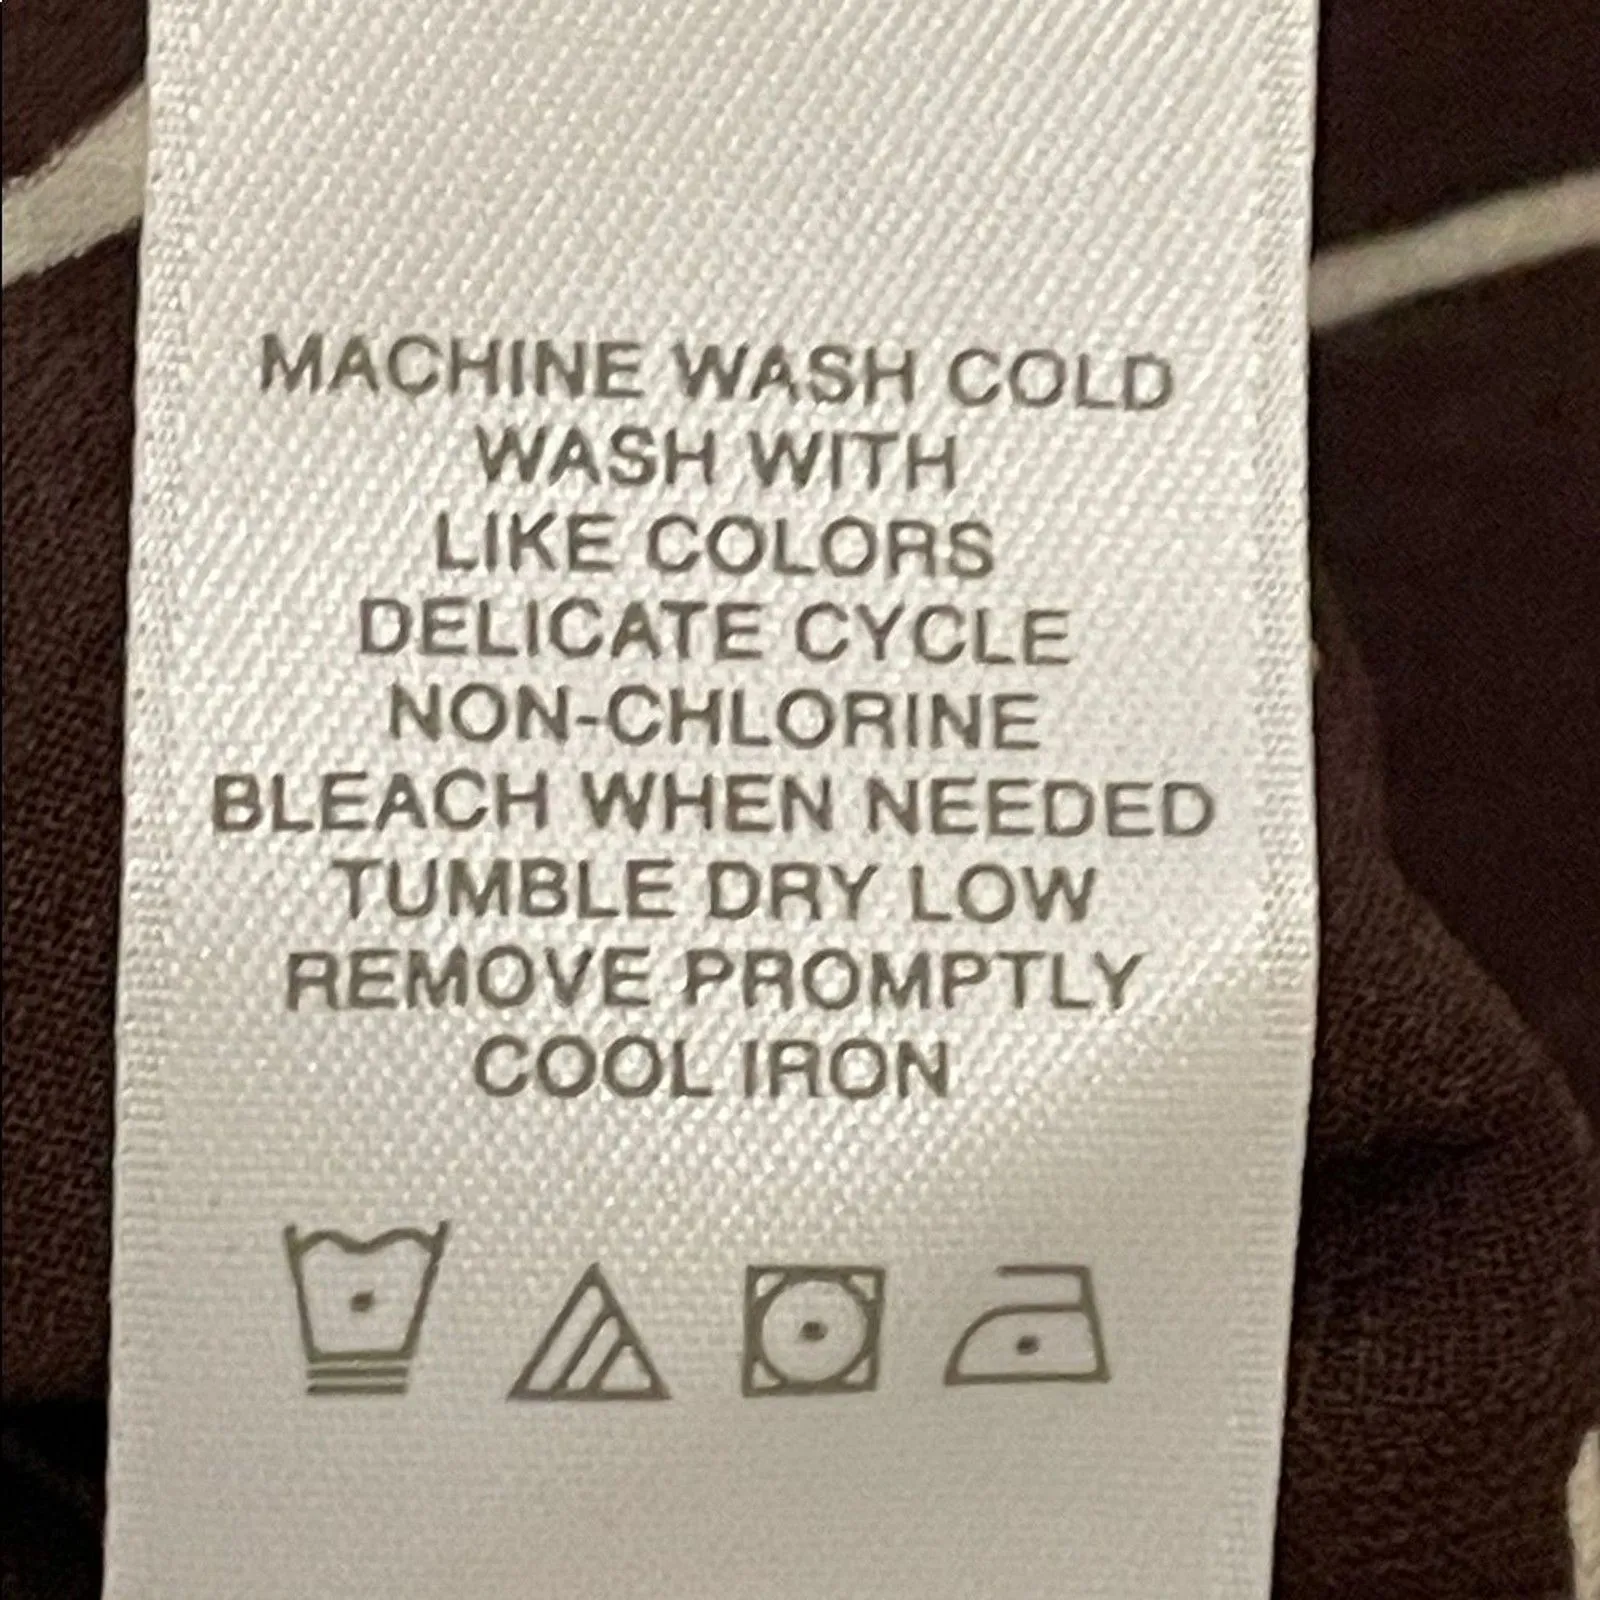 MACHINE WASH COLD
WASH WITH
LIKE COLORS
DELICATE CYCLE
NON-CHLORINE
BLEACH WHEN NEEDED
TUMBLE DRY LOW
REMOVE PROMPTLY
COOL IRON